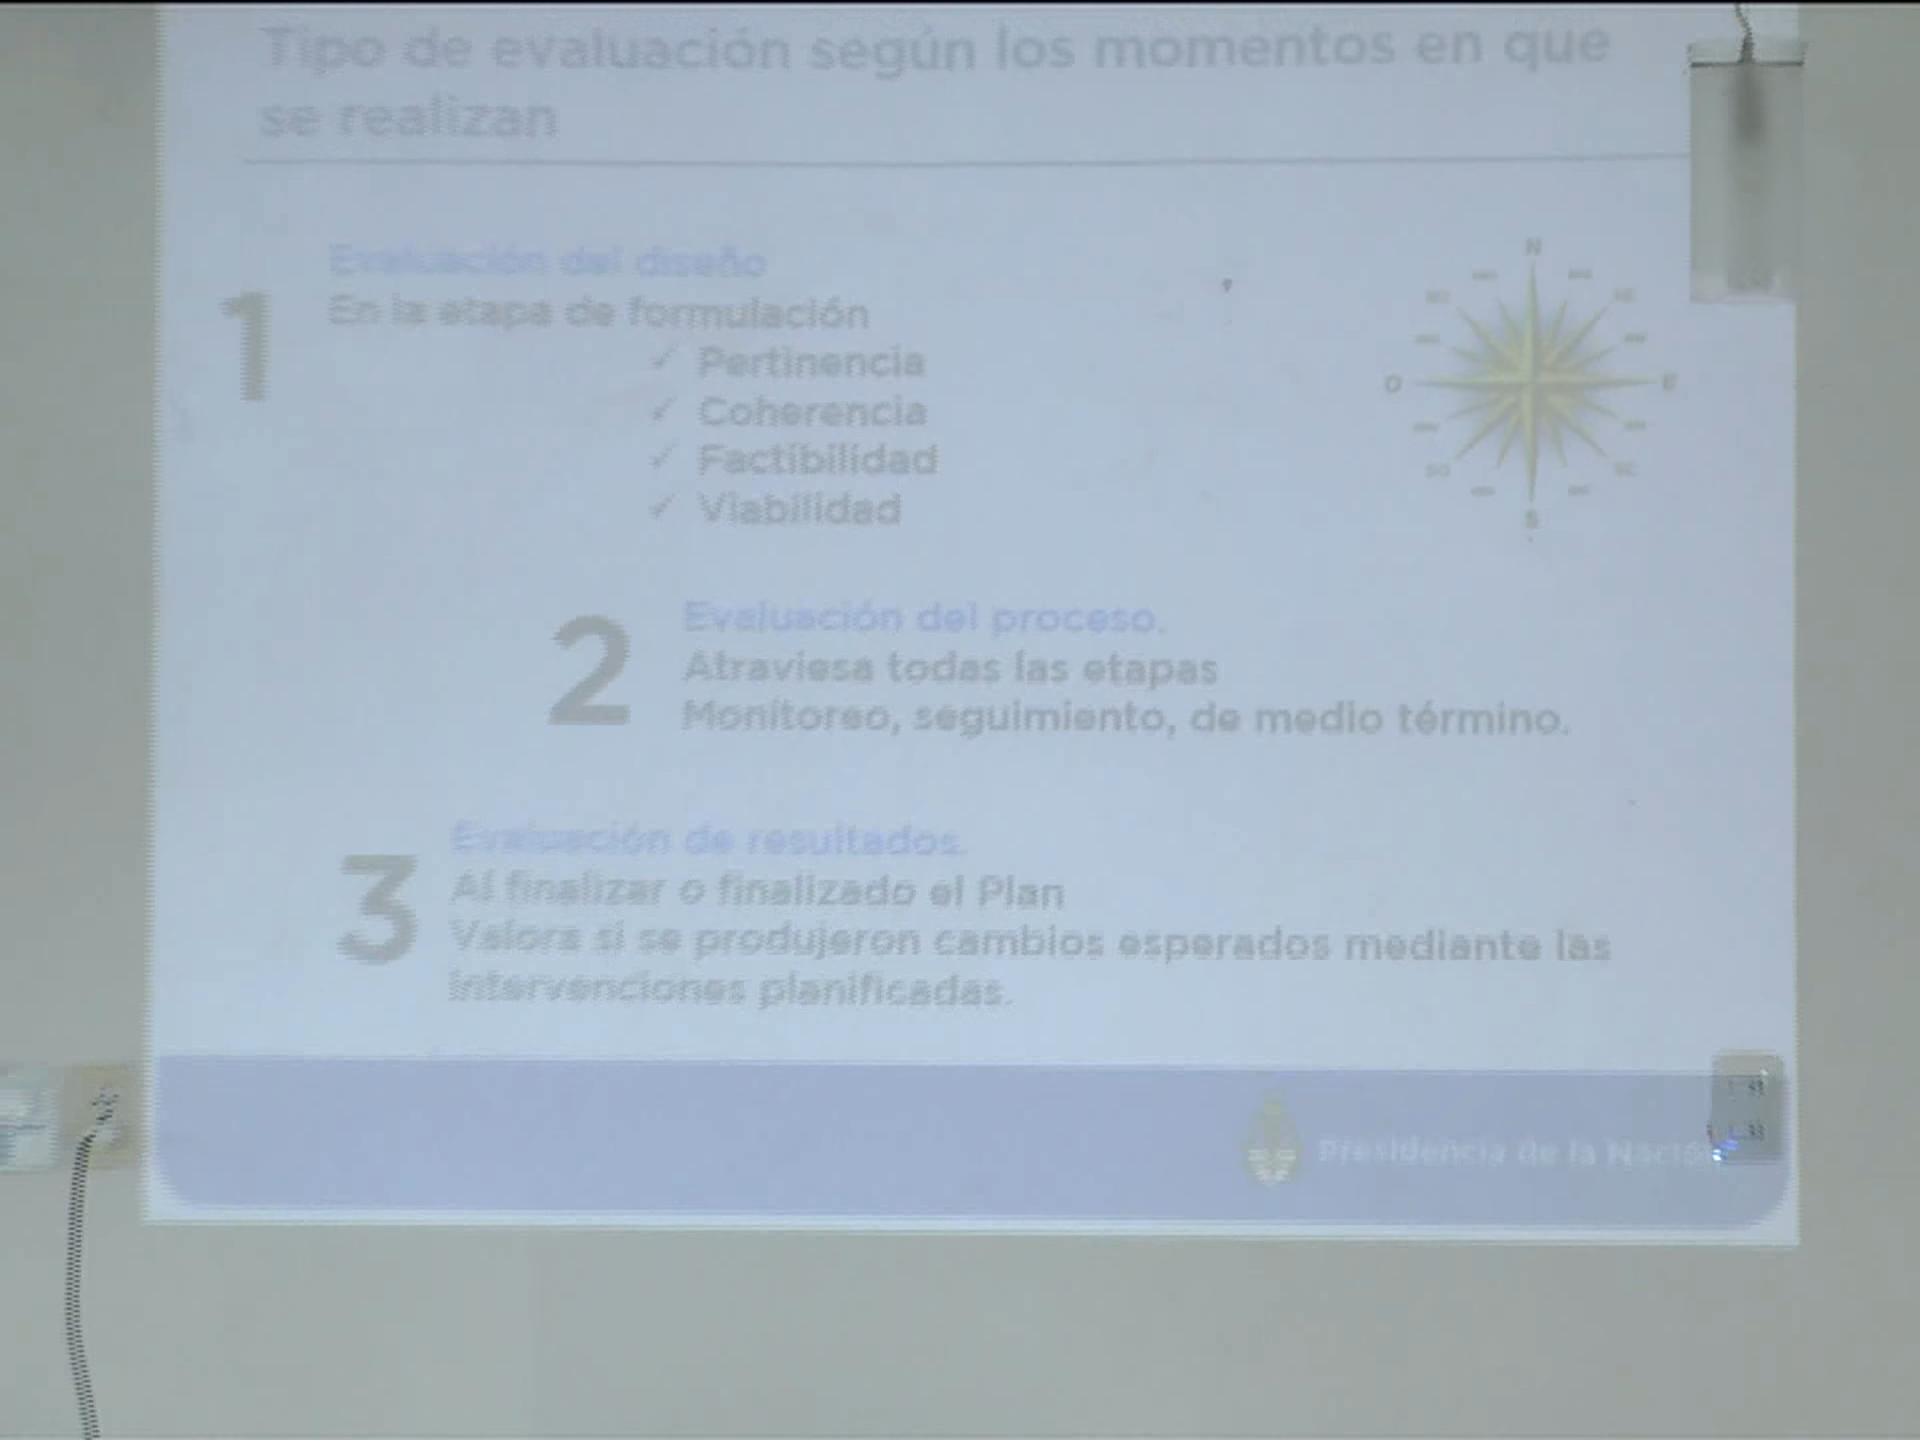 Tipo de evaluación según los momentos en que
se realizan
1
Evaluación del diseño
En la etapa de formulación
✓ Pertinencia
✓ Coherencia
✓ Factibilidad
✓ Viabilidad
N
O
E
S
2
Evaluación del proceso.
Atraviesa todas las etapas
Monitoreo, seguimiento, de medio término.
3
Evaluación de resultados.
Al finalizar o finalizado el Plan
Valora si se produjeron cambios esperados mediante las
intervenciones planificadas.
Presidencia de la Nación